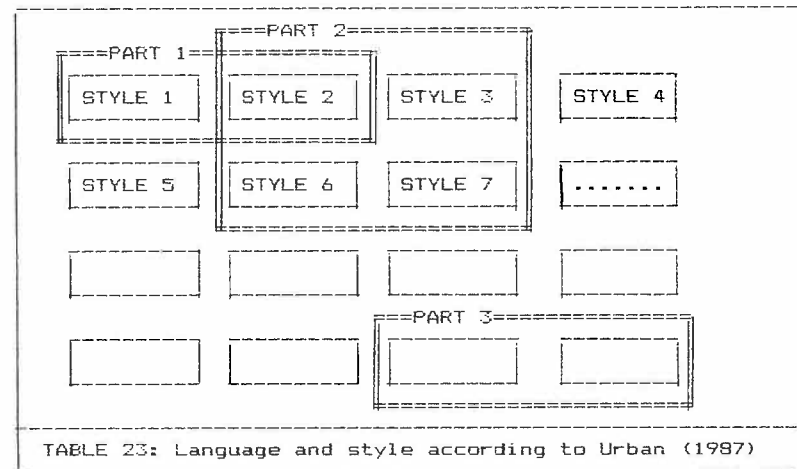 PART 2
PART 1
STYLE 1 STYLE 2 STYLE 3 STYLE 4
STYLE 5 STYLE 6 STYLE 7 .......
PART 3
TABLE 23: Language and style according to Urban (1987)